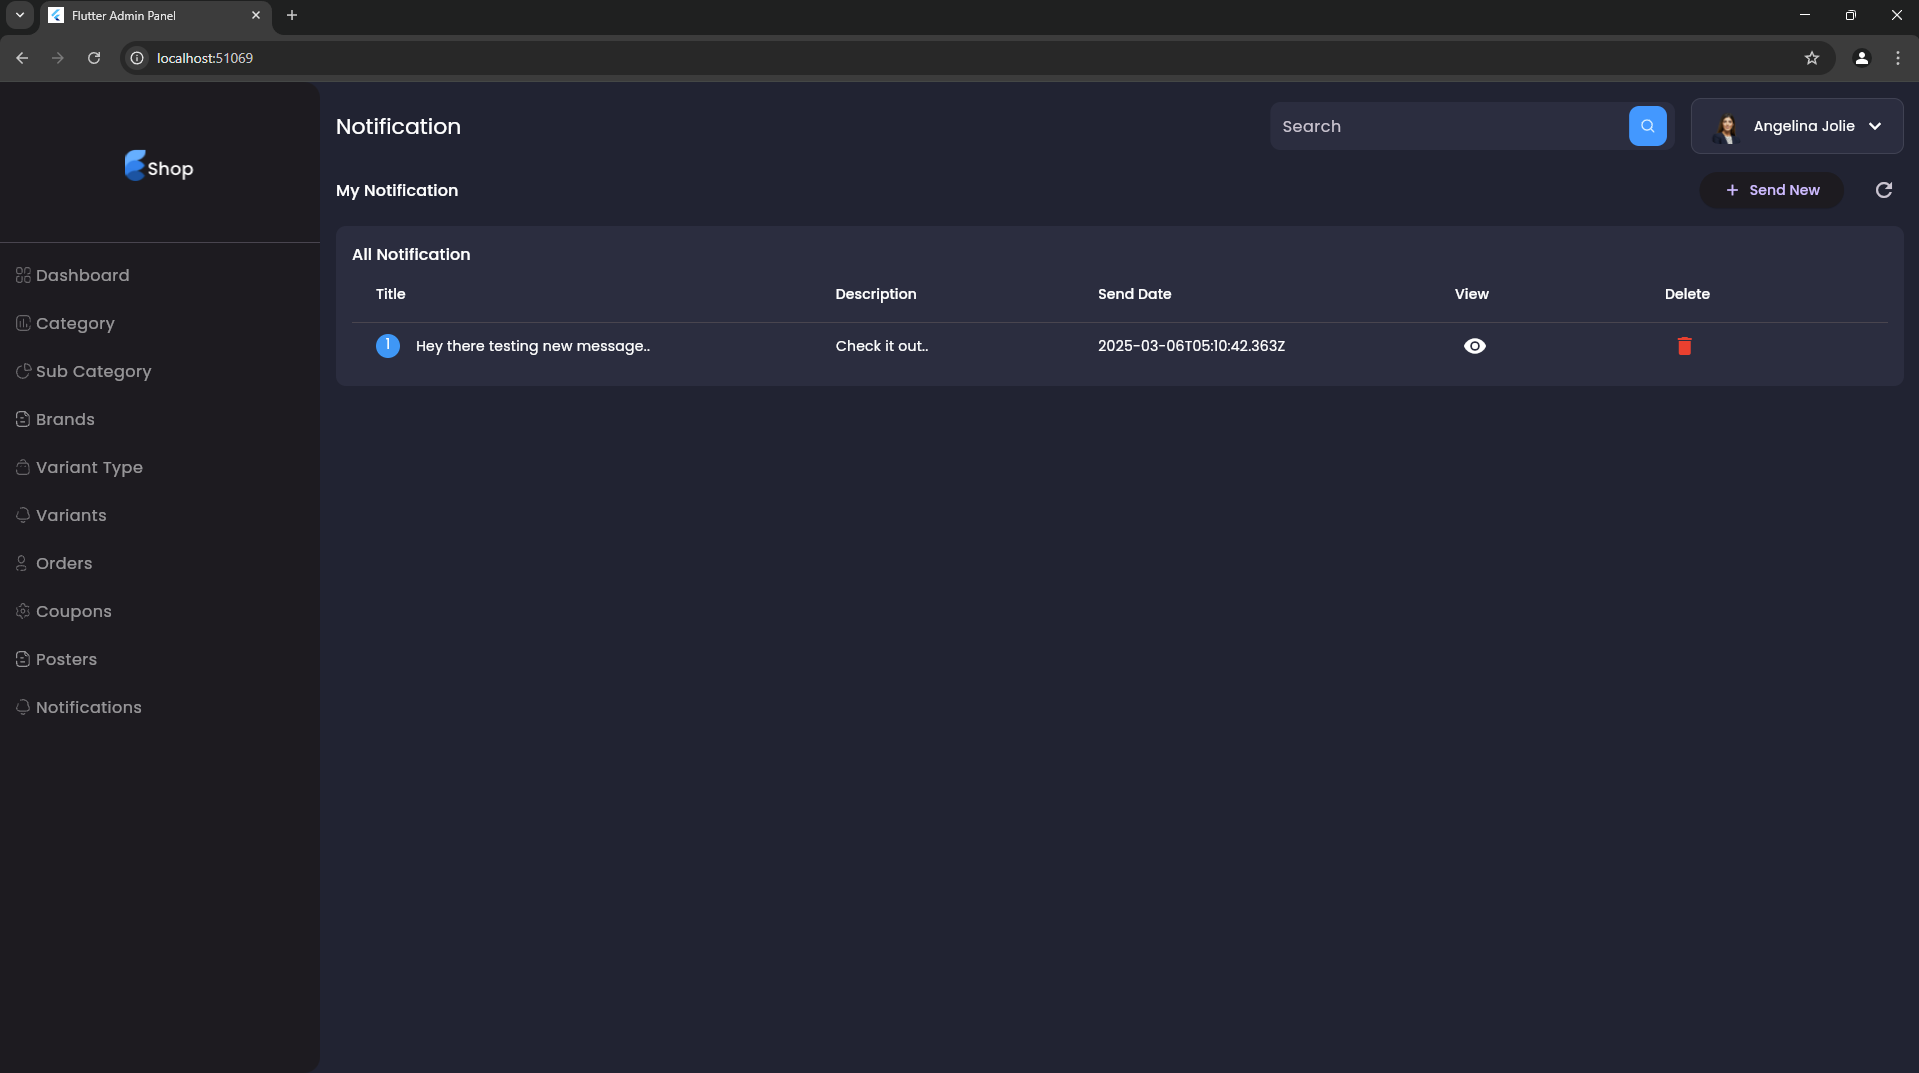 Flutter Admin Panel
localhost:51069
Shop
Dashboard
Category
Sub Category
Brands
Variant Type
Variants
Orders
Coupons
Posters
Notifications
Notification
Search
Angelina Jolie
My Notification
+ Send New
All Notification
Title Description Send Date View Delete
1 Hey there testing new message.. Check it out.. 2025-03-06T05:10:42.363Z